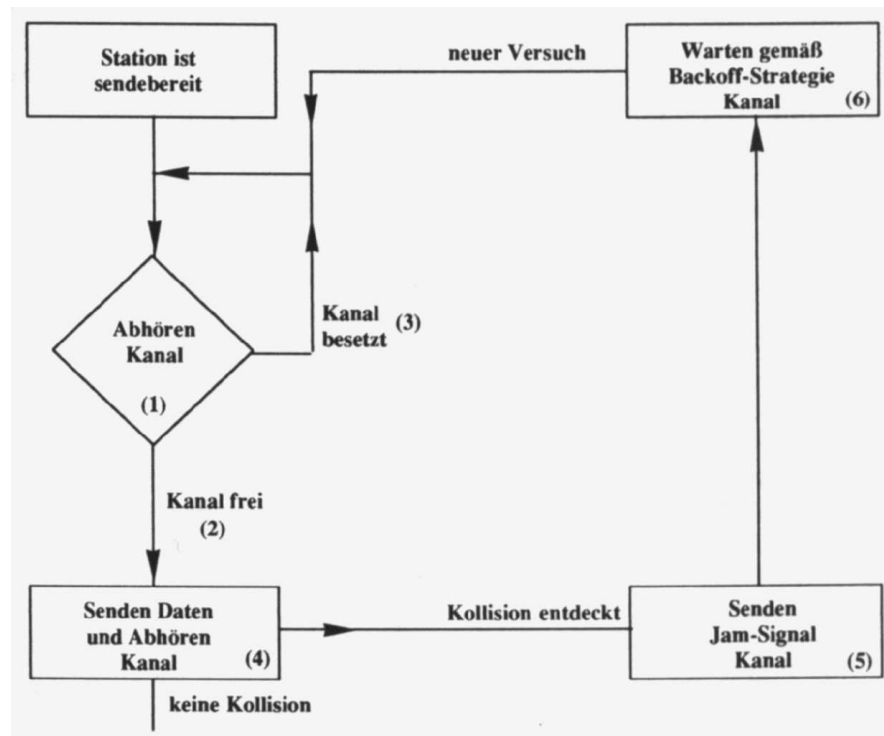 Station ist
sendebereit
neuer Versuch
Warten gemäß
Backoff-Strategie
Kanal
(6)
Abhören
Kanal
(1)
Kanal
besetzt
(3)
Kanal frei
(2)
Senden Daten
und Abhören
Kanal
(4)
Kollision entdeckt
Senden
Jam-Signal
Kanal
(5)
keine Kollision